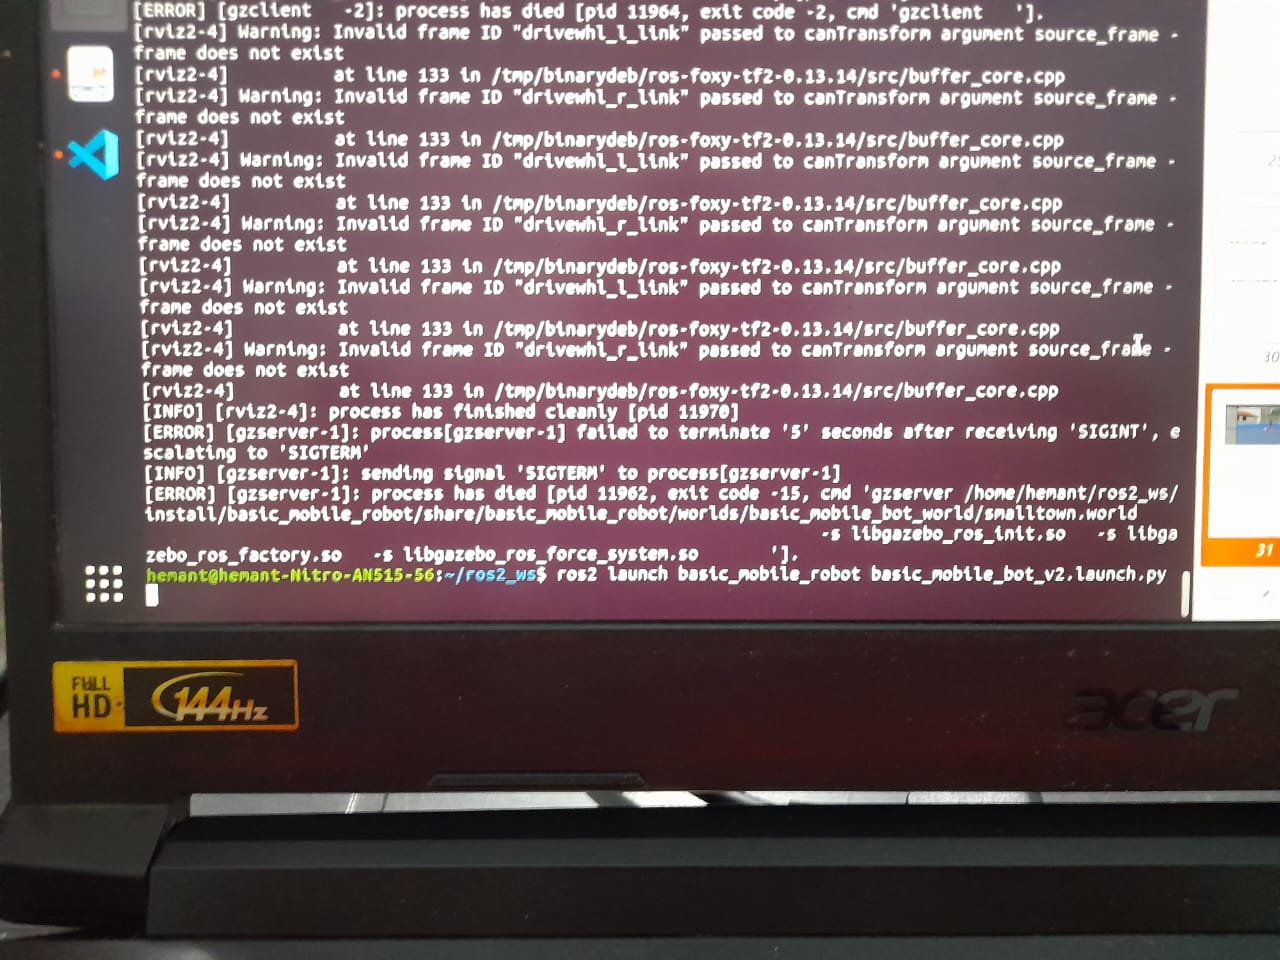 [ERROR] [gzclient   -2]: process has died [pid 11964, exit code -2, cmd 'gzclient   '].
[rviz2-4] Warning: Invalid frame ID "drivewhl_l_link" passed to canTransform argument source_frame -
frame does not exist
[rviz2-4]          at line 133 in /tmp/binarydeb/ros-foxy-tf2-0.13.14/src/buffer_core.cpp
[rviz2-4] Warning: Invalid frame ID "drivewhl_r_link" passed to canTransform argument source_frame -
frame does not exist
[rviz2-4]          at line 133 in /tmp/binarydeb/ros-foxy-tf2-0.13.14/src/buffer_core.cpp
[rviz2-4] Warning: Invalid frame ID "drivewhl_l_link" passed to canTransform argument source_frame -
frame does not exist
[rviz2-4]          at line 133 in /tmp/binarydeb/ros-foxy-tf2-0.13.14/src/buffer_core.cpp
[rviz2-4] Warning: Invalid frame ID "drivewhl_r_link" passed to canTransform argument source_frame -
frame does not exist
[rviz2-4]          at line 133 in /tmp/binarydeb/ros-foxy-tf2-0.13.14/src/buffer_core.cpp
[rviz2-4] Warning: Invalid frame ID "drivewhl_l_link" passed to canTransform argument source_frame -
frame does not exist
[rviz2-4]          at line 133 in /tmp/binarydeb/ros-foxy-tf2-0.13.14/src/buffer_core.cpp
[rviz2-4] Warning: Invalid frame ID "drivewhl_r_link" passed to canTransform argument source_frame -
frame does not exist
[rviz2-4]          at line 133 in /tmp/binarydeb/ros-foxy-tf2-0.13.14/src/buffer_core.cpp
[INFO] [rviz2-4]: process has finished cleanly [pid 11970]
[ERROR] [gzserver-1]: process[gzserver-1] failed to terminate '5' seconds after receiving 'SIGINT', e
scalating to 'SIGTERM'
[INFO] [gzserver-1]: sending signal 'SIGTERM' to process[gzserver-1]
[ERROR] [gzserver-1]: process has died [pid 11962, exit code -15, cmd 'gzserver /home/hemant/ros2_ws/
install/basic_mobile_robot/share/basic_mobile_robot/worlds/basic_mobile_bot_world/smalltown.world
-s libgazebo_ros_init.so   -s libga
zebo_ros_factory.so   -s libgazebo_ros_force_system.so       '].
hemant@hemant-Nitro-AN515-56:~/ros2_ws$ ros2 launch basic_mobile_robot basic_mobile_bot_v2.launch.py
30
31
FULL HD
144Hz
acer